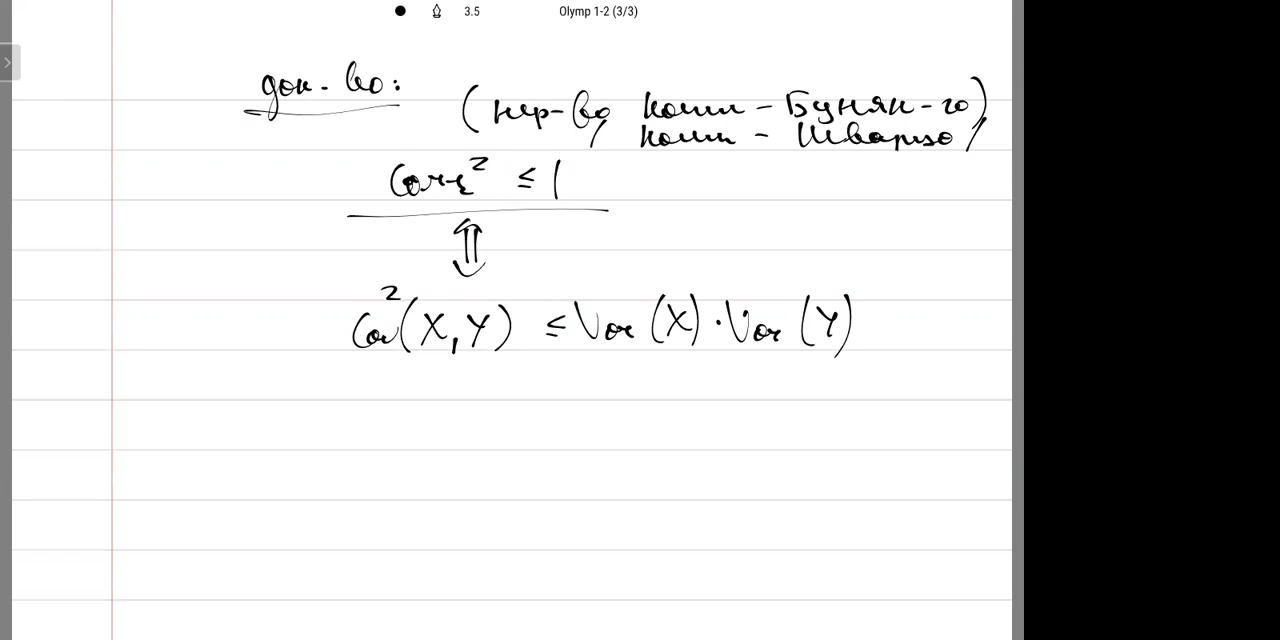 3.5 Olymp 1-2 (3/3)
док-во:
(нер-во Коши - Буняк-го
Коши - Шварца)
Corr² ≤ 1
⇕
Cov²(X,Y) ≤ Var(X)·Var(Y)